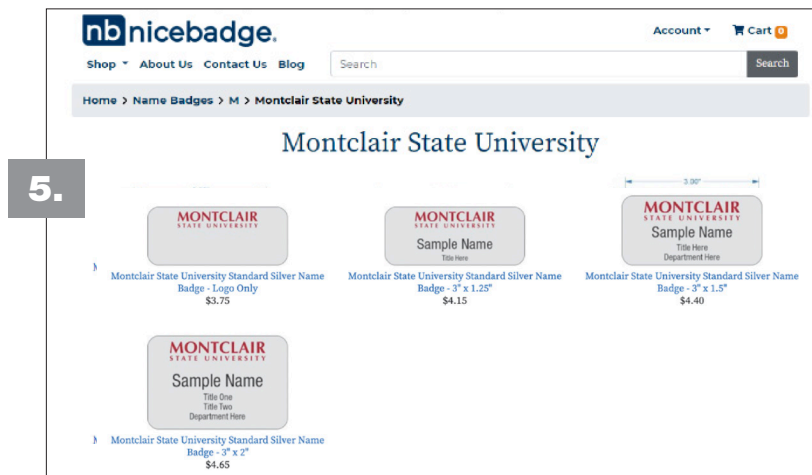 nb nicebadge.
Account
Cart 0
Shop About Us Contact Us Blog
Search
Search
Home > Name Badges > M > Montclair State University
Montclair State University
5.
3.00"
MONTCLAIR
STATE UNIVERSITY
Montclair State University Standard Silver Name
Badge - Logo Only
$3.75
MONTCLAIR
STATE UNIVERSITY
Sample Name
Title Here
Montclair State University Standard Silver Name
Badge - 3" x 1.25"
$4.15
MONTCLAIR
STATE UNIVERSITY
Sample Name
Title Here
Department Here
Montclair State University Standard Silver Name
Badge - 3" x 1.5"
$4.40
MONTCLAIR
STATE UNIVERSITY
Sample Name
Title One
Title Two
Department Here
Montclair State University Standard Silver Name
Badge - 3" x 2"
$4.65